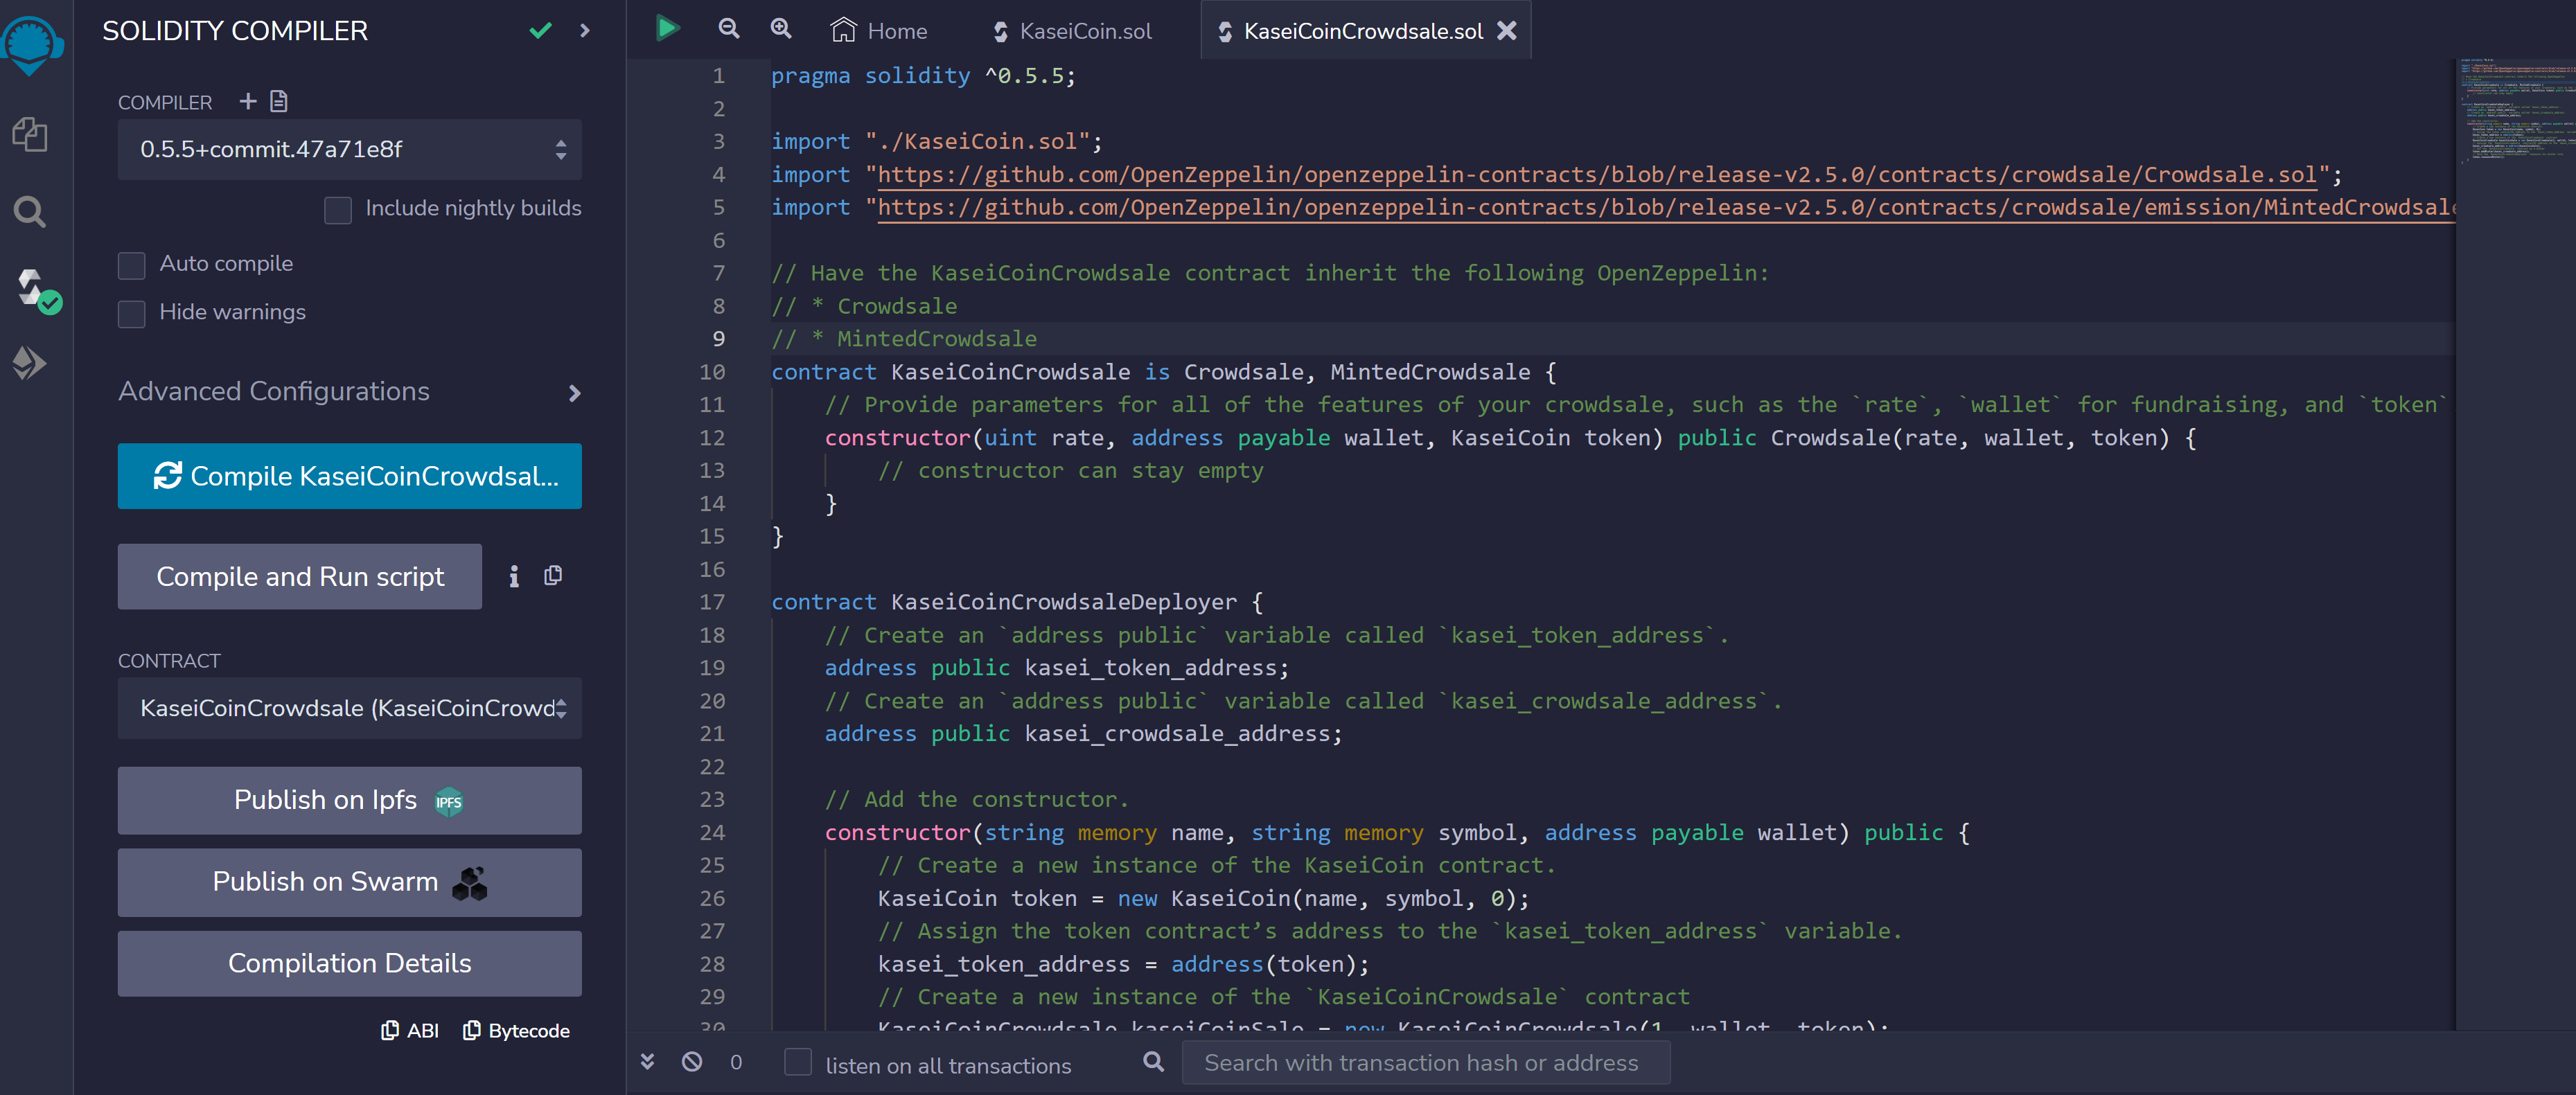 SOLIDITY COMPILER
COMPILER
0.5.5+commit.47a71e8f
Include nightly builds
Auto compile
Hide warnings
Advanced Configurations
Compile KaseiCoinCrowdsal...
Compile and Run script
CONTRACT
KaseiCoinCrowdsale (KaseiCoinCrowd
Publish on Ipfs IPFS
Publish on Swarm
Compilation Details
ABI Bytecode
Home KaseiCoin.sol KaseiCoinCrowdsale.sol
1 pragma solidity ^0.5.5;
2
3 import "./KaseiCoin.sol";
4 import "https://github.com/OpenZeppelin/openzeppelin-contracts/blob/release-v2.5.0/contracts/crowdsale/Crowdsale.sol";
5 import "https://github.com/OpenZeppelin/openzeppelin-contracts/blob/release-v2.5.0/contracts/crowdsale/emission/MintedCrowdsale
6
7 // Have the KaseiCoinCrowdsale contract inherit the following OpenZeppelin:
8 // * Crowdsale
9 // * MintedCrowdsale
10 contract KaseiCoinCrowdsale is Crowdsale, MintedCrowdsale {
11 // Provide parameters for all of the features of your crowdsale, such as the `rate`, `wallet` for fundraising, and `token`
12 constructor(uint rate, address payable wallet, KaseiCoin token) public Crowdsale(rate, wallet, token) {
13 // constructor can stay empty
14 }
15 }
16
17 contract KaseiCoinCrowdsaleDeployer {
18 // Create an `address public` variable called `kasei_token_address`.
19 address public kasei_token_address;
20 // Create an `address public` variable called `kasei_crowdsale_address`.
21 address public kasei_crowdsale_address;
22
23 // Add the constructor.
24 constructor(string memory name, string memory symbol, address payable wallet) public {
25 // Create a new instance of the KaseiCoin contract.
26 KaseiCoin token = new KaseiCoin(name, symbol, 0);
27 // Assign the token contract’s address to the `kasei_token_address` variable.
28 kasei_token_address = address(token);
29 // Create a new instance of the `KaseiCoinCrowdsale` contract
30 KaseiCoinCrowdsale kaseiCoinSale = new KaseiCoinCrowdsale(1, wallet, token);
0 listen on all transactions Search with transaction hash or address